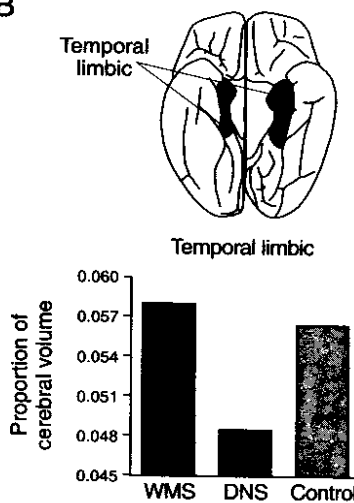 a
Temporal
limbic
Temporal limbic
Proportion of
cerebral volume
0.060
0.057
0.054
0.051
0.048
0.045
WMS DNS Control